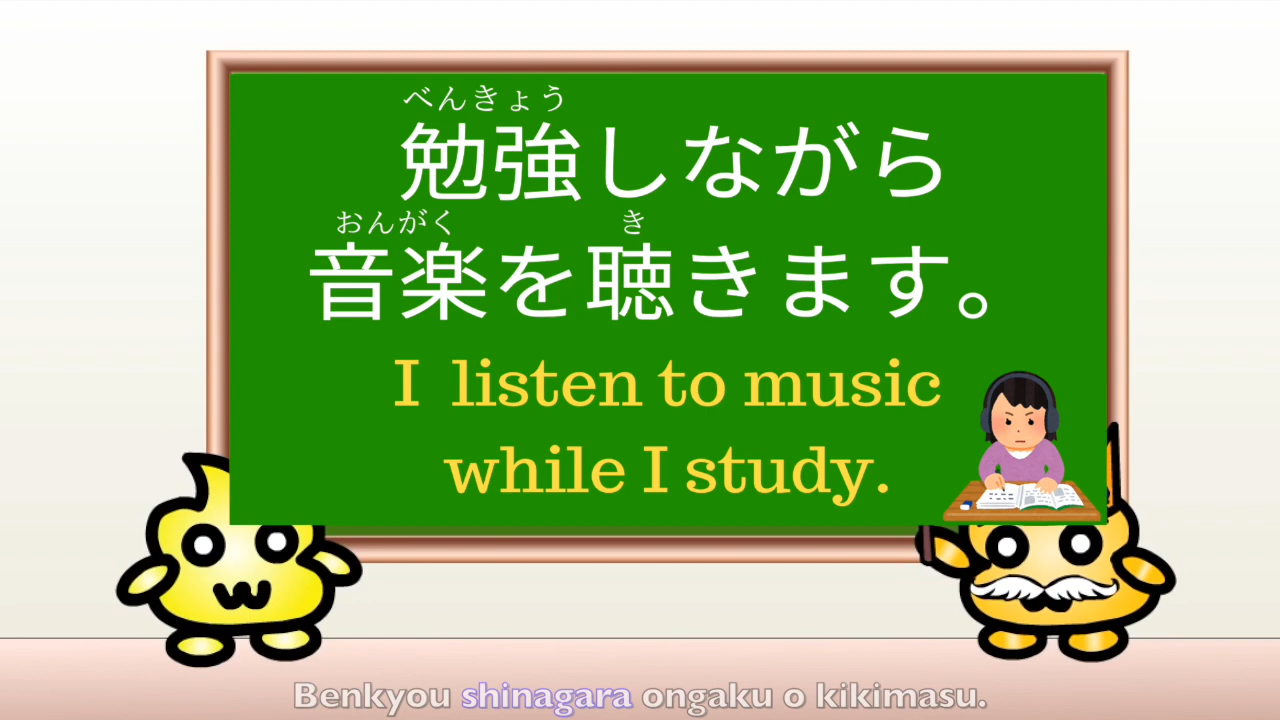 べんきょう
勉強しながら
おんがく き
音楽を聴きます。
I listen to music
while I study.
Benkyou shinagara ongaku o kikimasu.